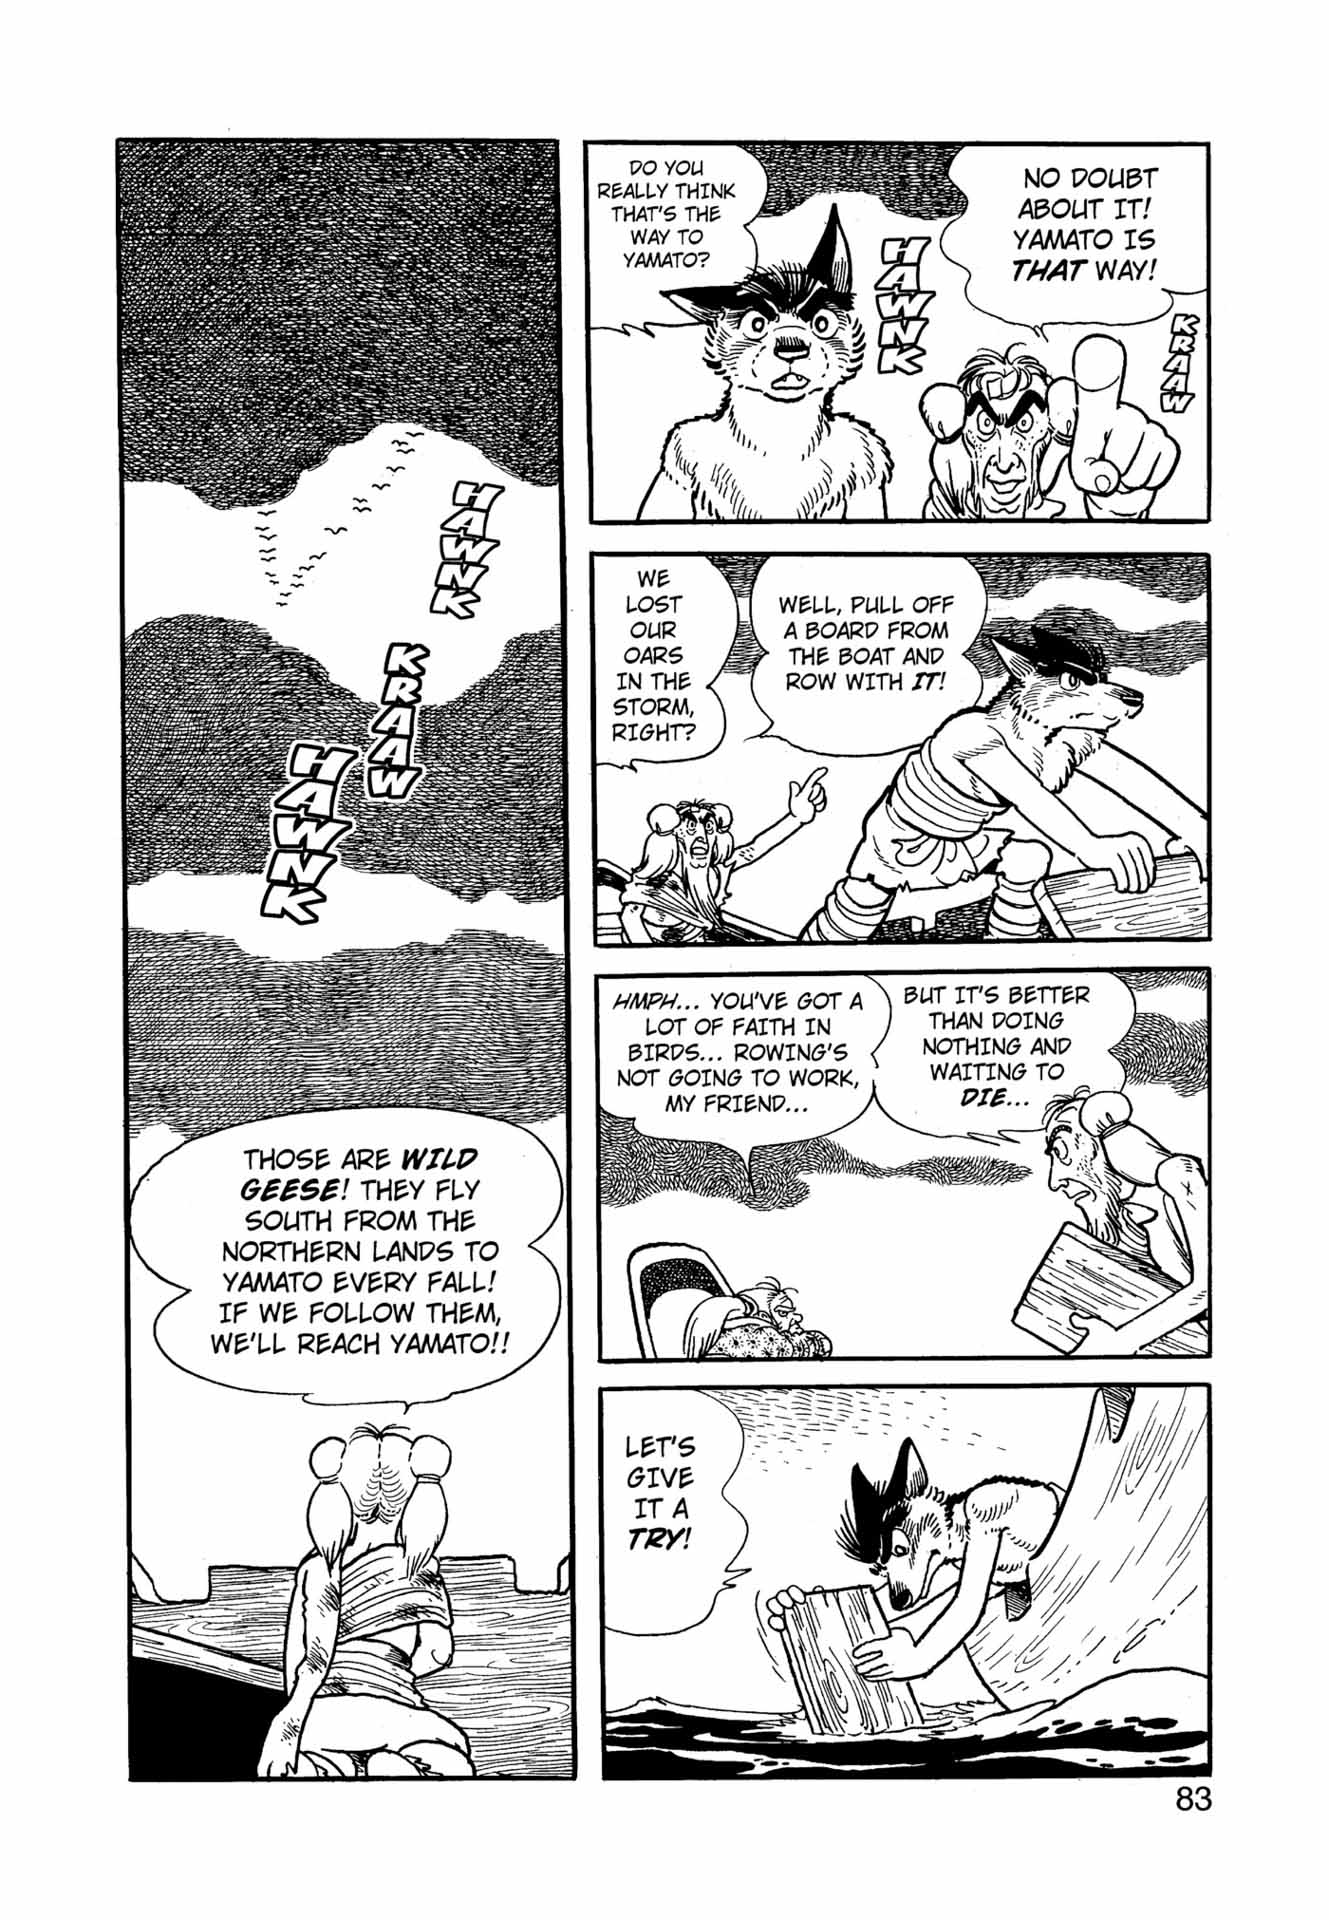 HAWNK
KRAAW
HAWNK
THOSE ARE WILD
GEESE! THEY FLY
SOUTH FROM THE
NORTHERN LANDS TO
YAMATO EVERY FALL!
IF WE FOLLOW THEM,
WE'LL REACH YAMATO!!
DO YOU
REALLY THINK
THAT'S THE
WAY TO
YAMATO?
HAWNK
NO DOUBT
ABOUT IT!
YAMATO IS
THAT WAY!
KRAAW
WE
LOST
OUR
OARS
IN THE
STORM,
RIGHT?
WELL, PULL OFF
A BOARD FROM
THE BOAT AND
ROW WITH IT!
HMPH... YOU'VE GOT A
LOT OF FAITH IN
BIRDS... ROWING'S
NOT GOING TO WORK,
MY FRIEND...
BUT IT'S BETTER
THAN DOING
NOTHING AND
WAITING TO
DIE...
LET'S
GIVE
IT A
TRY!
83